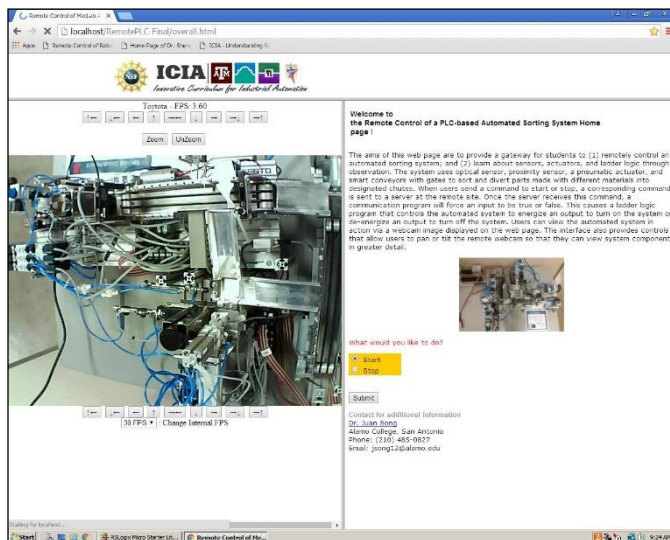 Remote Control of MecLab A
localhost/RemotePLC-Final/overall.html
Apps
Remote Control of Robo
Home Page of Dr. Sheng
ICIA - Understanding S
NSF
ICIA
ATM
Innovative Curriculum for Industrial Automation
Toytota - FPS: 3.60
↑← ↓← ← ↑ →← ↓ → →↓ →↑
Zoom UnZoom
↑← ↓← ← ↑ →← ↓ → →↓ →↑
30 FPS ▾ : Change Internal FPS
Welcome to
the Remote Control of a PLC-based Automated Sorting System Home
page !
The aims of this web page are to provide a gateway for students to (1) remotely control an
automated sorting system; and (2) learn about sensors, actuators, and ladder logic through
observation. The system uses optical sensor, proximity sensor, a pneumatic actuator, and
smart conveyors with gates to sort and divert parts made with different materials into
designated chutes. When users send a command to start or stop, a corresponding command
is sent to a server at the remote site. Once the server receives this command, a
communication program will force an input to be true or false. This causes a ladder logic
program that controls the automated system to energize an output to turn on the system or
de-energize an output to turn off the system. Users can view the automated system in
action via a webcam image displayed on the web page. The interface also provides controls
that allow users to pan or tilt the remote webcam so that they can view system components
in greater detail.
What would you like to do?
Start
Stop
Submit
Contact for additional information
Dr. Juan Song
Alamo College, San Antonio
Phone: (210) 485-0827
Email: jsong12@alamo.edu
Waiting for localhost...
Start
RSLogix Micro Starter Lit...
Remote Control of Me...
9:24 AM